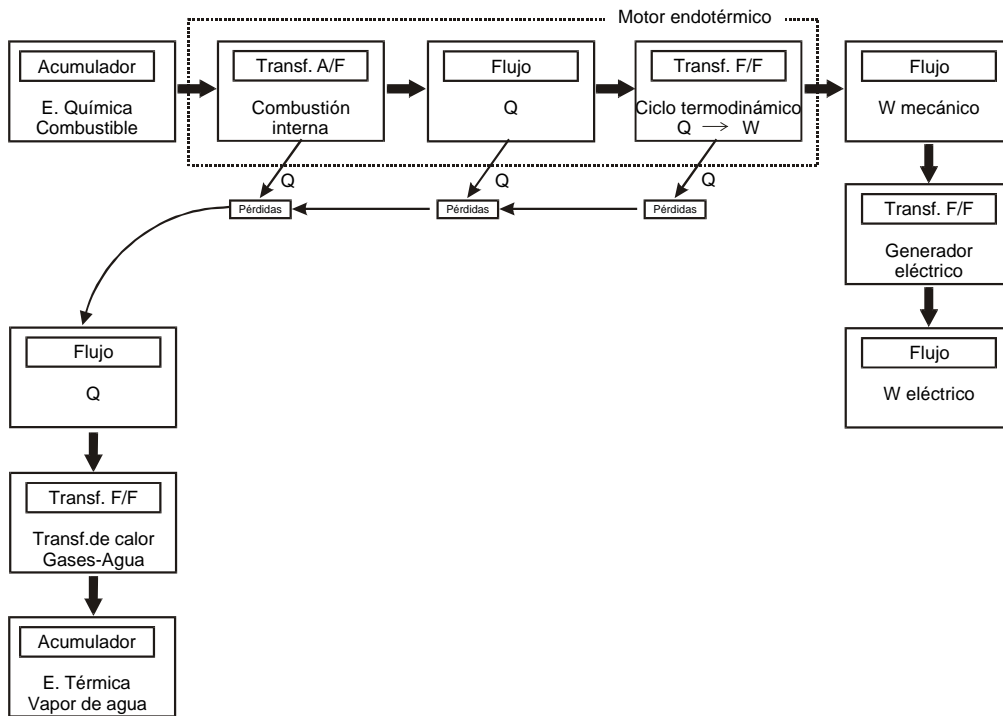 Motor endotérmico
Acumulador
E. Química
Combustible
Transf. A/F
Combustión
interna
Flujo
Q
Transf. F/F
Ciclo termodinámico
Q → W
Flujo
W mecánico
Q
Q
Q
Pérdidas
Pérdidas
Pérdidas
Transf. F/F
Generador
eléctrico
Flujo
Q
Flujo
W eléctrico
Transf. F/F
Transf.de calor
Gases-Agua
Acumulador
E. Térmica
Vapor de agua